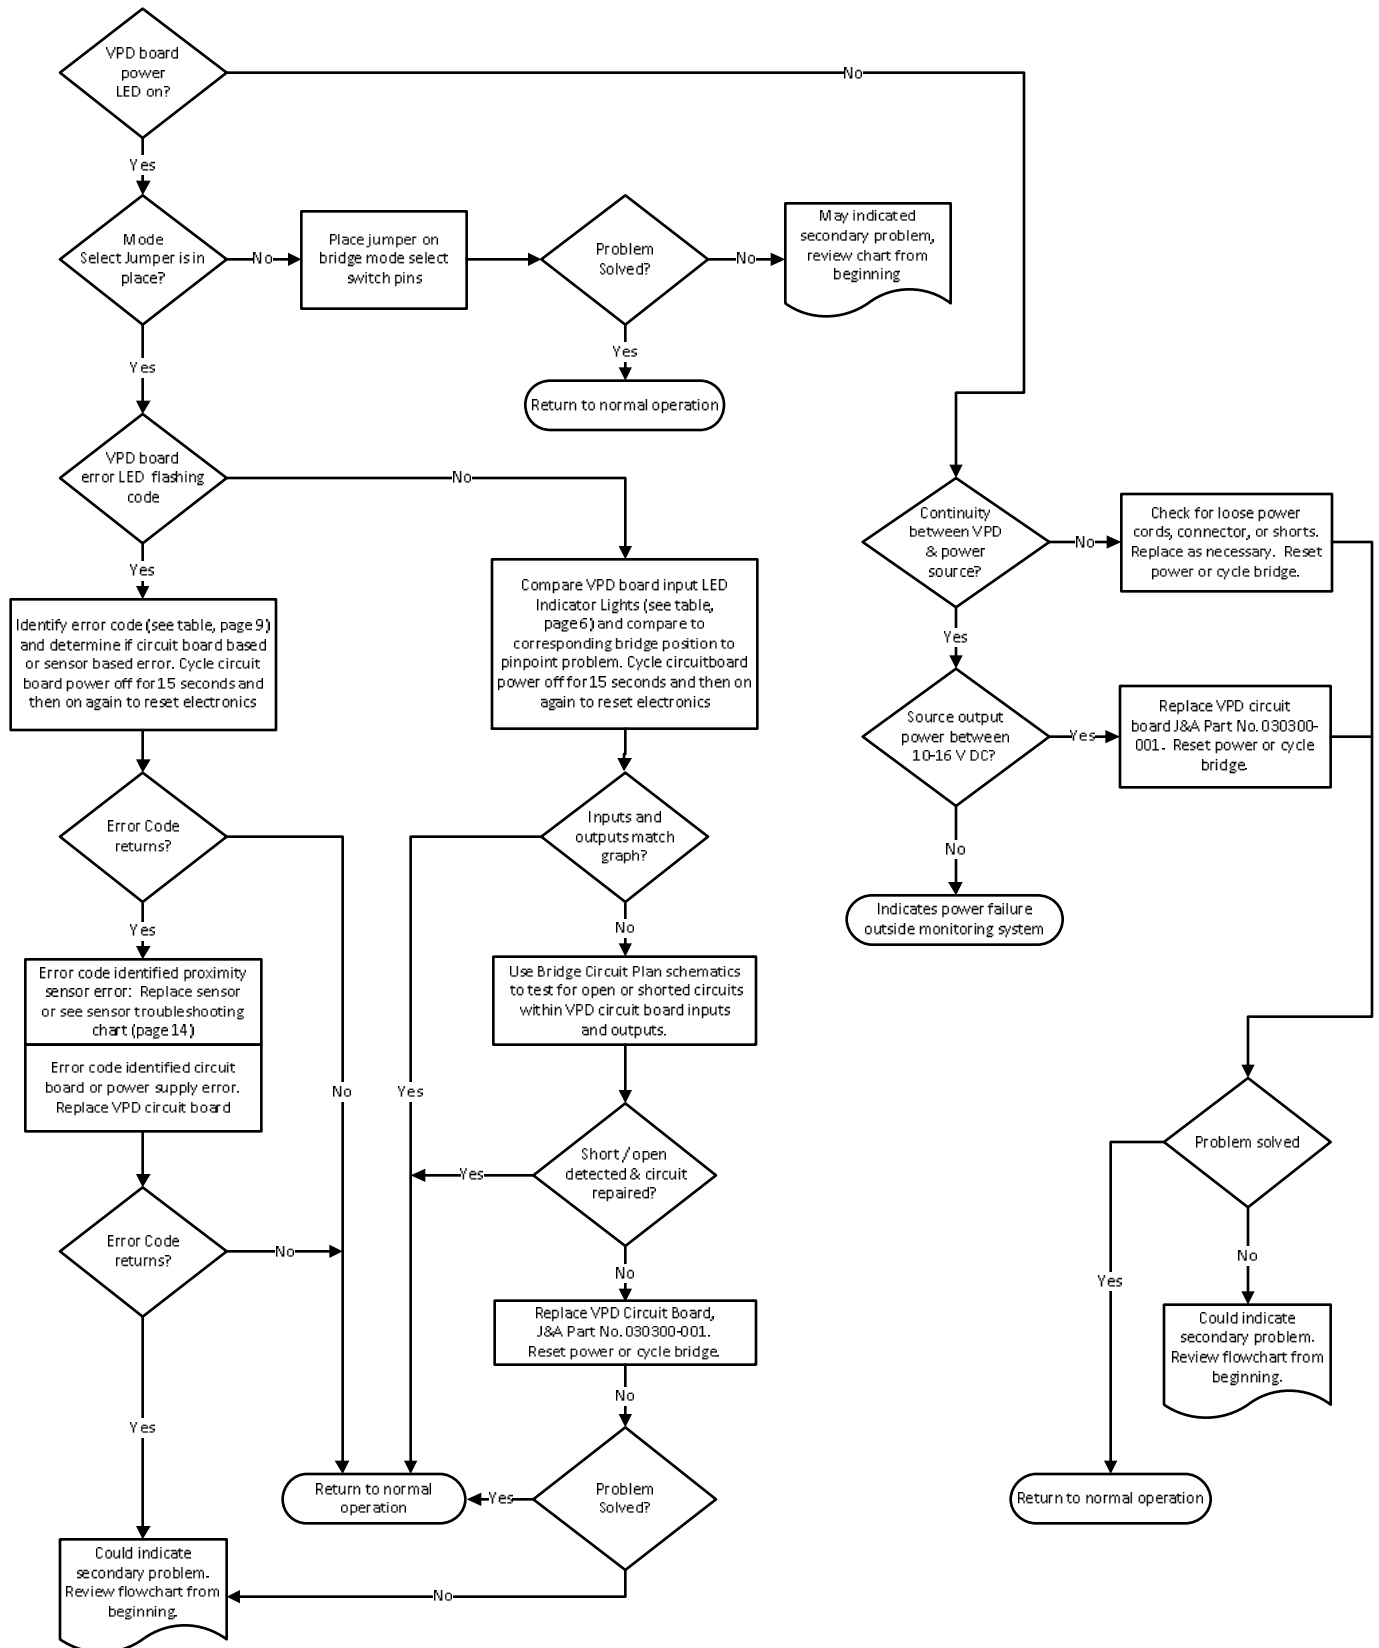 VPD board
power
LED on?
No
Yes
Mode
Select Jumper is in
place?
No
Place jumper on
bridge mode select
switch pins
Problem
Solved?
No
May indicated
secondary problem,
review chart from
beginning
Yes
Yes
Return to normal operation
VPD board
error LED flashing
code
No
Yes
Continuity
between VPD
& power
source?
No
Check for loose power
cords, connector, or shorts.
Replace as necessary. Reset
power or cycle bridge.
Identify error code (see table, page 9)
and determine if circuit board based
or sensor based error. Cycle circuit
board power off for 15 seconds and
then on again to reset electronics
Compare VPD board input LED
Indicator Lights (see table,
page 6) and compare to
corresponding bridge position to
pinpoint problem. Cycle circuitboard
power off for 15 seconds and then on
again to reset electronics
Yes
Source output
power between
10-16 V DC?
Yes
Replace VPD circuit
board J&A Part No. 030300-
001. Reset power or cycle
bridge.
Error Code
returns?
Inputs and
outputs match
graph?
No
Indicates power failure
outside monitoring system
Yes
No
Error code identified proximity
sensor error: Replace sensor
or see sensor troubleshooting
chart (page 14)
Error code identified circuit
board or power supply error.
Replace VPD circuit board
Use Bridge Circuit Plan schematics
to test for open or shorted circuits
within VPD circuit board inputs
and outputs.
No
Yes
Short / open
detected & circuit
repaired?
Yes
Problem solved
Error Code
returns?
No
No
Yes
No
Replace VPD Circuit Board,
J&A Part No. 030300-001.
Reset power or cycle bridge.
Could indicate
secondary problem.
Review flowchart from
beginning.
No
Yes
Return to normal
operation
Yes
Problem
Solved?
Return to normal operation
Could indicate
secondary problem.
Review flowchart from
beginning.
No